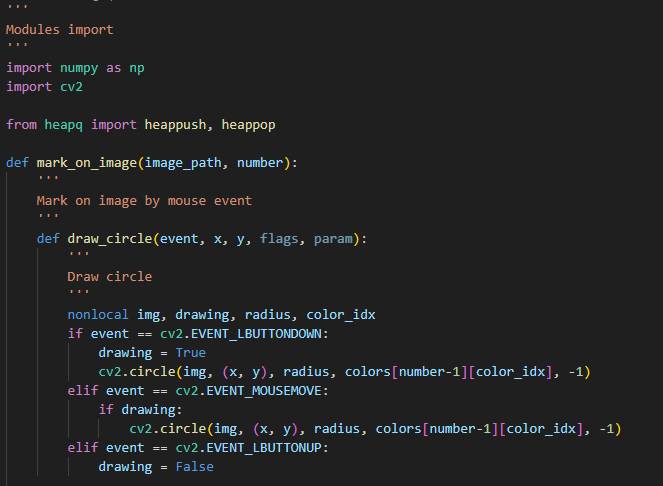 '''
Modules import
'''
import numpy as np
import cv2
from heapq import heappush, heappop
def mark_on_image(image_path, number):
'''
Mark on image by mouse event
'''
def draw_circle(event, x, y, flags, param):
'''
Draw circle
'''
nonlocal img, drawing, radius, color_idx
if event == cv2.EVENT_LBUTTONDOWN:
drawing = True
cv2.circle(img, (x, y), radius, colors[number-1][color_idx], -1)
elif event == cv2.EVENT_MOUSEMOVE:
if drawing:
cv2.circle(img, (x, y), radius, colors[number-1][color_idx], -1)
elif event == cv2.EVENT_LBUTTONUP:
drawing = False